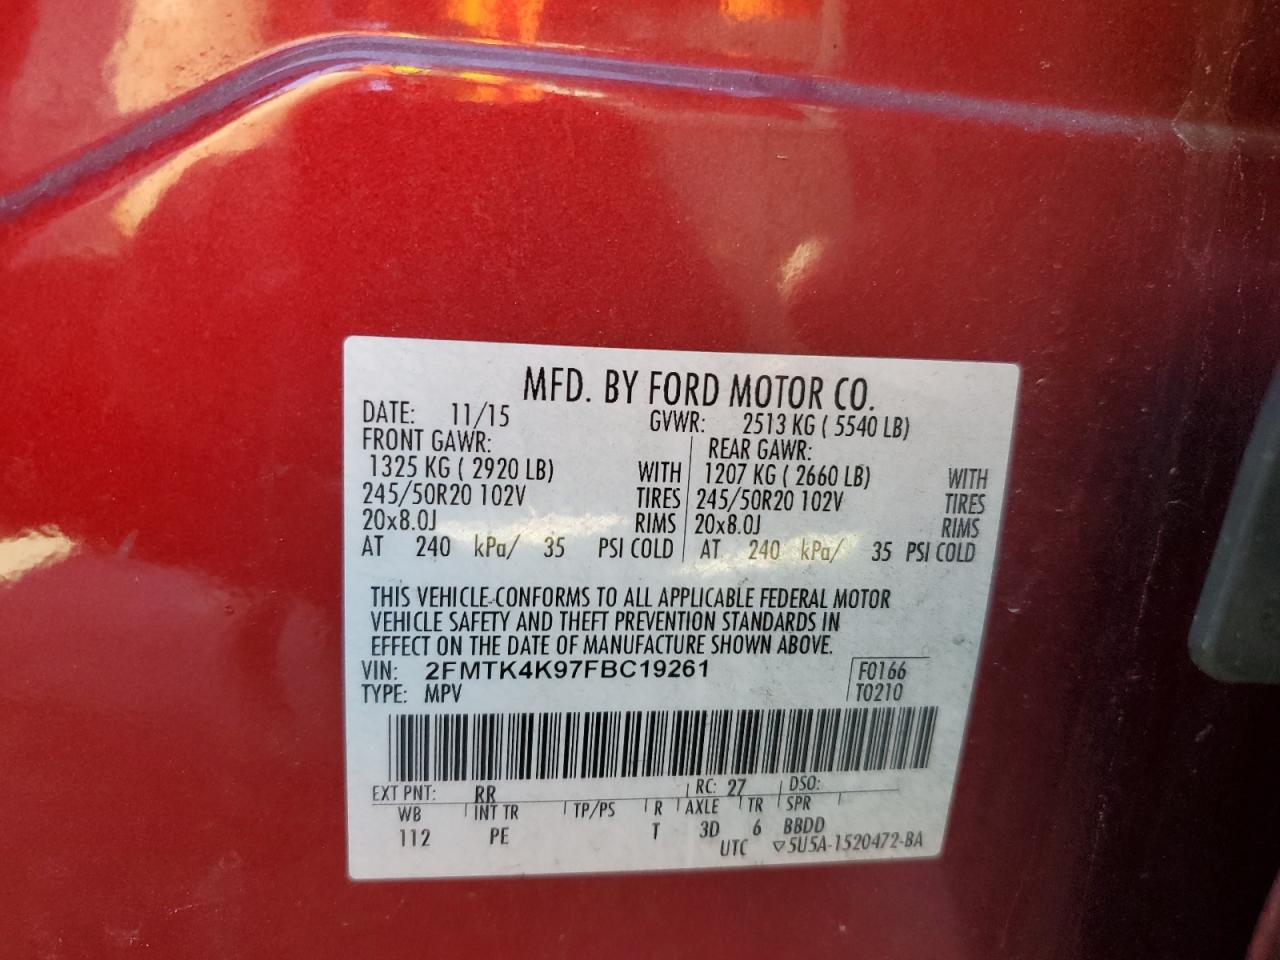 MFD. BY FORD MOTOR CO.
DATE: 11/15 GVWR: 2513 KG ( 5540 LB)
FRONT GAWR: REAR GAWR:
1325 KG ( 2920 LB) WITH 1207 KG ( 2660 LB) WITH
245/50R20 102V TIRES 245/50R20 102V TIRES
20x8.0J RIMS 20x8.0J RIMS
AT 240 kPa/ 35 PSI COLD AT 240 kPa/ 35 PSI COLD
THIS VEHICLE CONFORMS TO ALL APPLICABLE FEDERAL MOTOR
VEHICLE SAFETY AND THEFT PREVENTION STANDARDS IN
EFFECT ON THE DATE OF MANUFACTURE SHOWN ABOVE.
VIN: 2FMTK4K97FBC19261 F0166
TYPE: MPV T0210
EXT PNT: RR RC: 27 DSO:
WB INT TR TP/PS R AXLE TR SPR
112 PE T 3D 6 BBDD
UTC ▽5U5A-1520472-BA